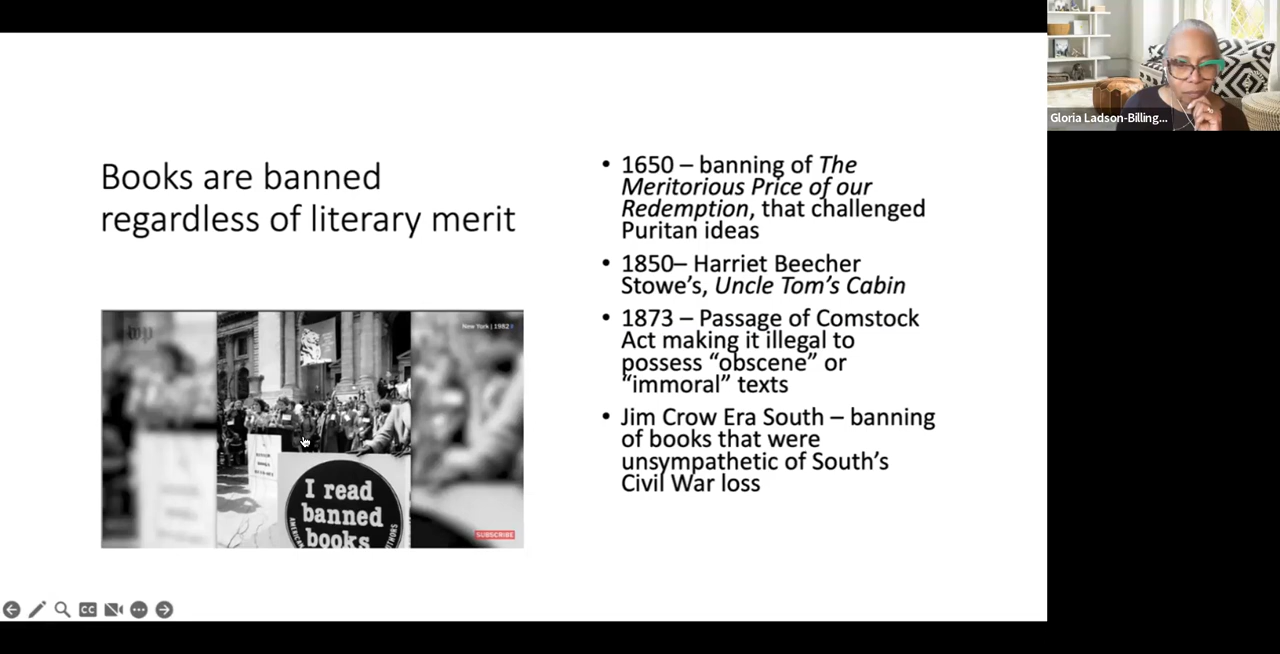 Books are banned
regardless of literary merit
wp
New York | 1982
I read
banned
books
AMERICAN
SUBSCRIBE
• 1650 – banning of The
Meritorious Price of our
Redemption, that challenged
Puritan ideas
• 1850– Harriet Beecher
Stowe’s, Uncle Tom’s Cabin
• 1873 – Passage of Comstock
Act making it illegal to
possess “obscene” or
“immoral” texts
• Jim Crow Era South – banning
of books that were
unsympathetic of South’s
Civil War loss
CC
Gloria Ladson-Billing...